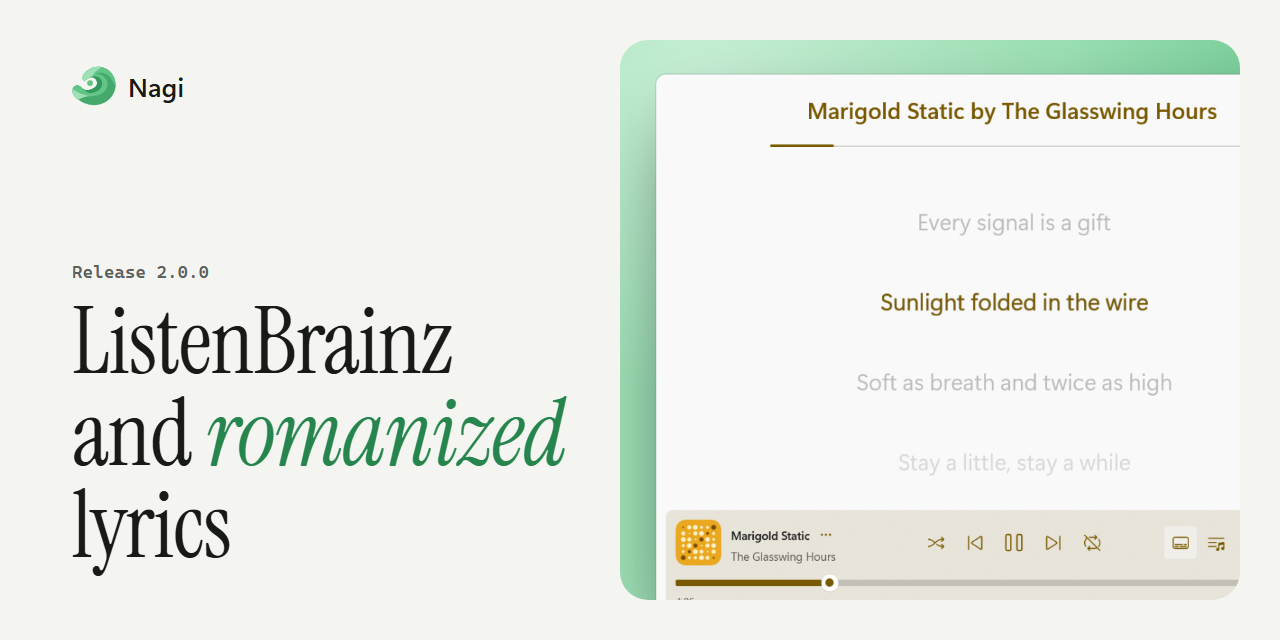 Nagi
Release 2.0.0
ListenBrainz
and romanized
lyrics
Marigold Static by The Glasswing Hours
Every signal is a gift
Sunlight folded in the wire
Soft as breath and twice as high
Stay a little, stay a while
Marigold Static
The Glasswing Hours